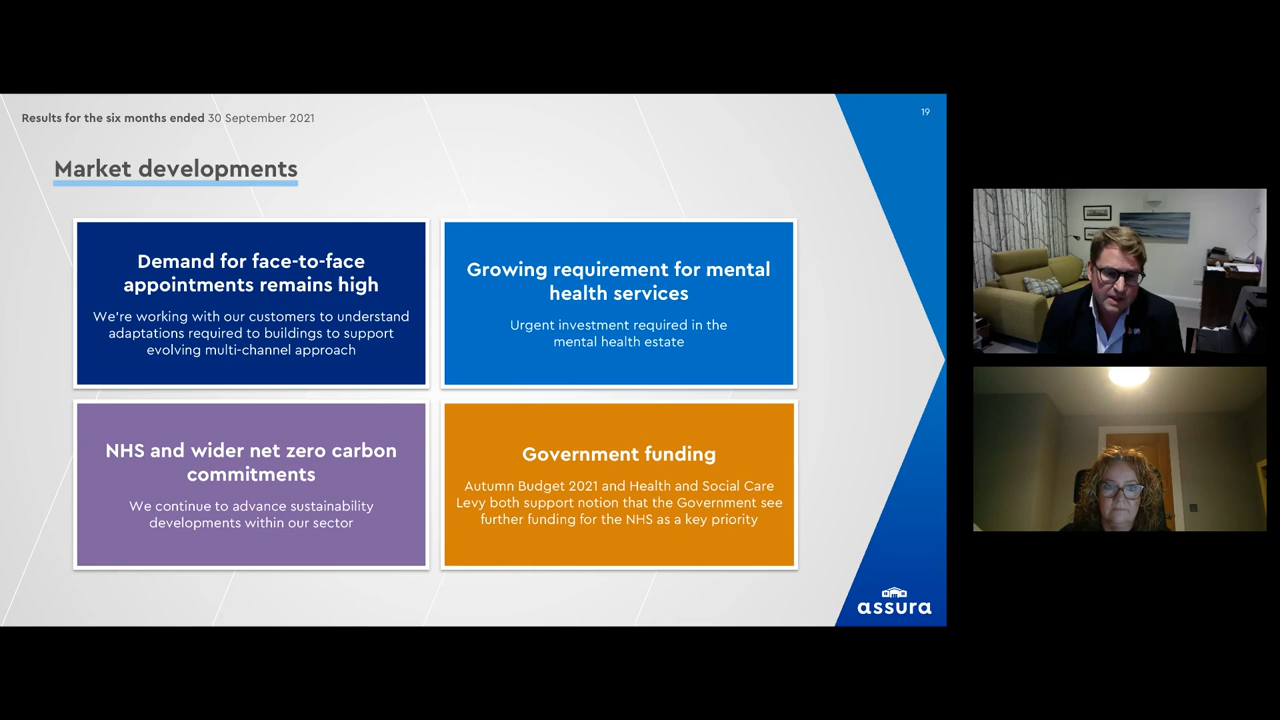 Results for the six months ended 30 September 2021
19
Market developments
Demand for face-to-face
appointments remains high
We're working with our customers to understand
adaptations required to buildings to support
evolving multi-channel approach
Growing requirement for mental
health services
Urgent investment required in the
mental health estate
NHS and wider net zero carbon
commitments
We continue to advance sustainability
developments within our sector
Government funding
Autumn Budget 2021 and Health and Social Care
Levy both support notion that the Government see
further funding for the NHS as a key priority
assura